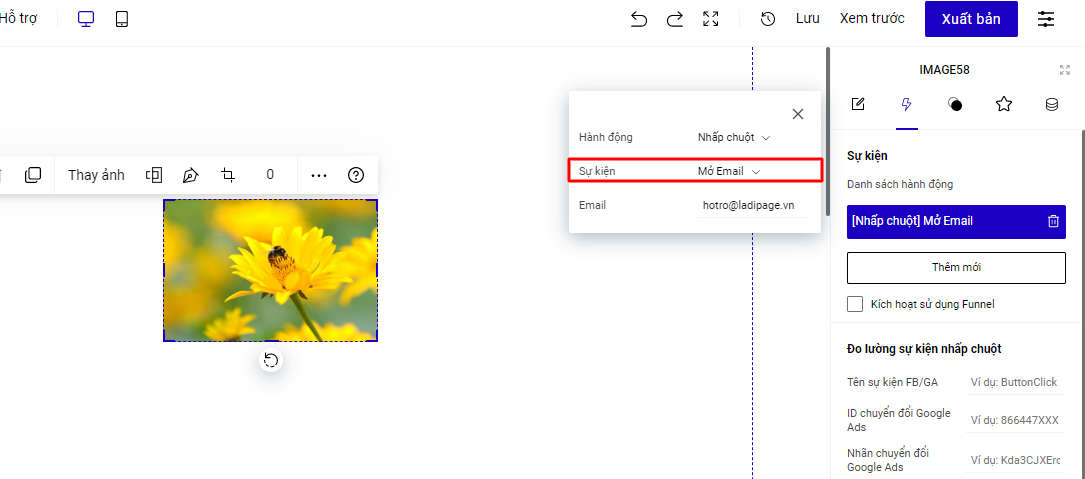 Hỗ trợ
Lưu
Xem trước
Xuất bản
IMAGE58
Hành động
Nhấp chuột
Sự kiện
Mở Email
Email
hotro@ladipage.vn
Thay ảnh
0
Sự kiện
Danh sách hành động
[Nhấp chuột] Mở Email
Thêm mới
Kích hoạt sử dụng Funnel
Đo lường sự kiện nhấp chuột
Tên sự kiện FB/GA
Ví dụ: ButtonClick
ID chuyển đổi Google
Ads
Ví dụ: 866447XXX
Nhãn chuyển đổi
Google Ads
Ví dụ: Kda3CJXErc